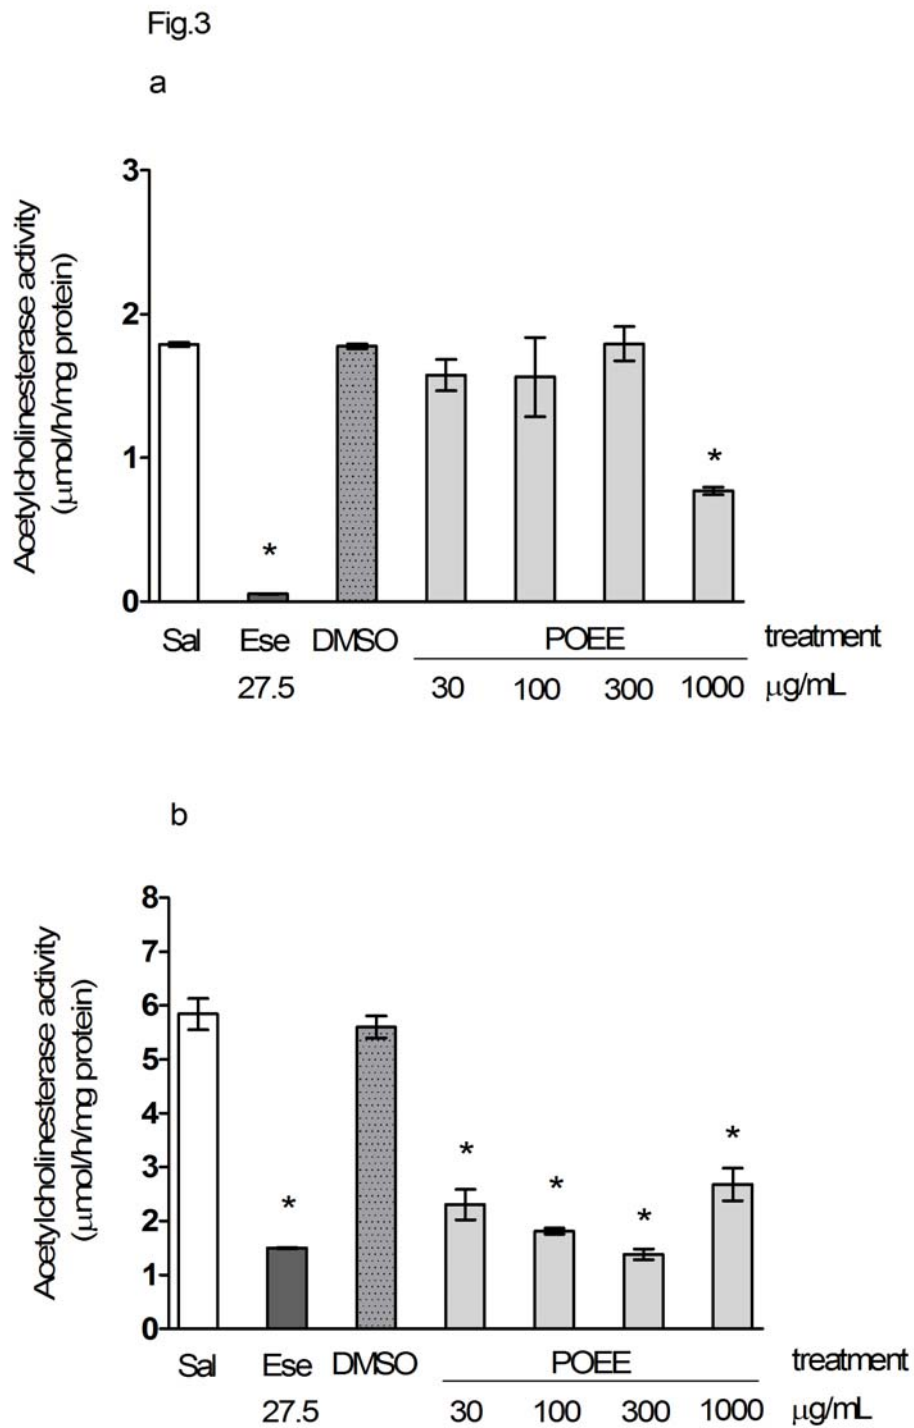 Fig.3
a
Acetylcholinesterase activity
(μmol/h/mg protein)
3
2
1
0
*
*
Sal Ese DMSO POEE treatment
27.5 30 100 300 1000 μg/mL
b
Acetylcholinesterase activity
(μmol/h/mg protein)
8
7
6
5
4
3
2
1
0
*
*
*
*
*
Sal Ese DMSO POEE treatment
27.5 30 100 300 1000 μg/mL